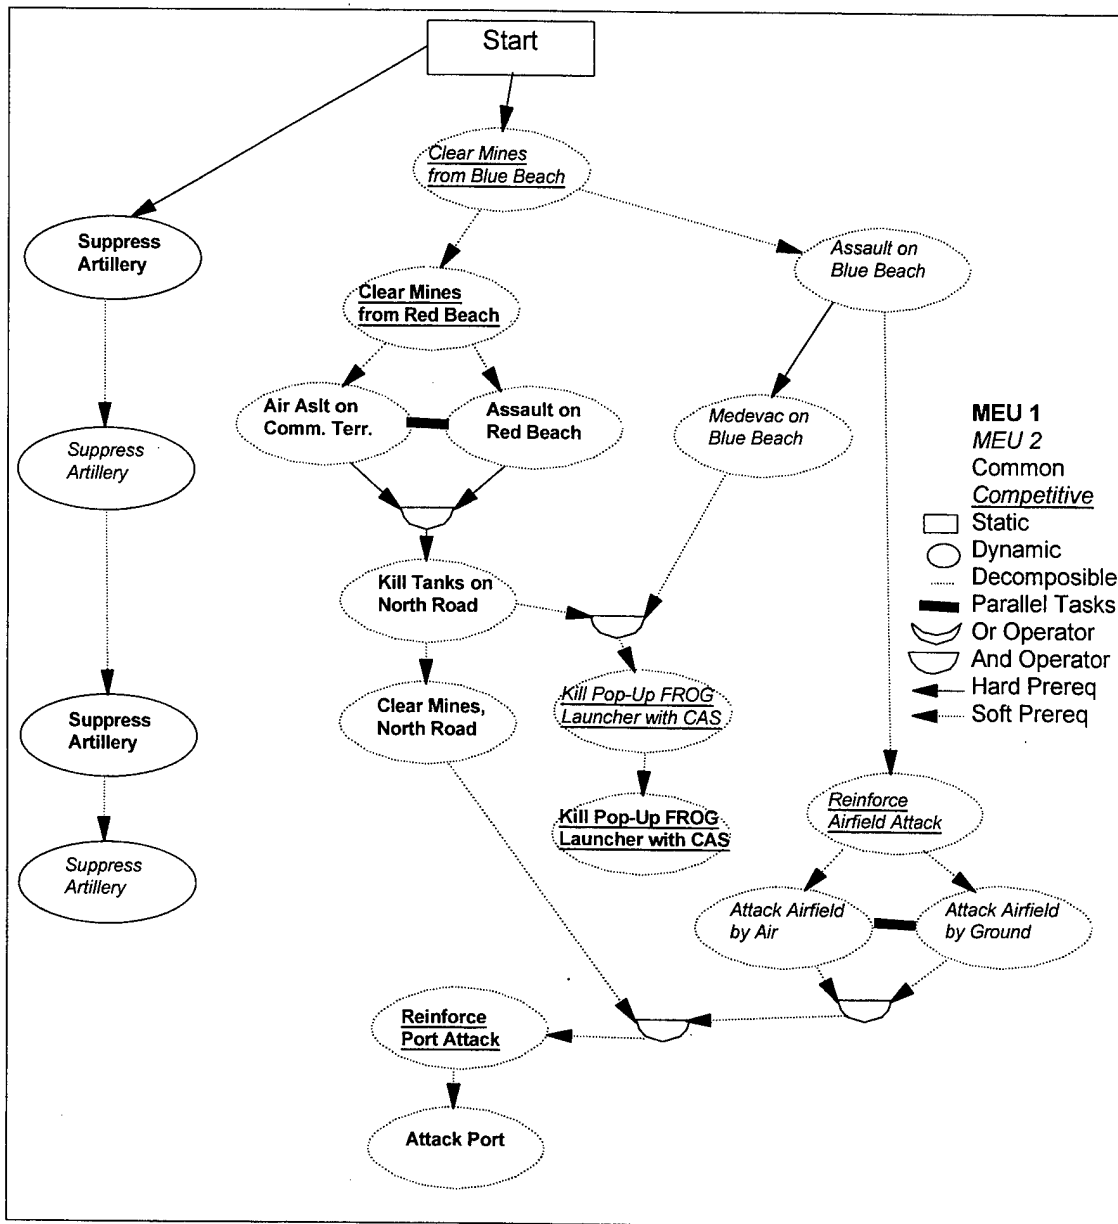 Start
Clear Mines
from Blue Beach
Suppress
Artillery
Assault on
Blue Beach
Clear Mines
from Red Beach
Air Aslt on
Comm. Terr.
Assault on
Red Beach
Medevac on
Blue Beach
Suppress
Artillery
Kill Tanks on
North Road
Clear Mines,
North Road
Kill Pop-Up FROG
Launcher with CAS
Suppress
Artillery
Kill Pop-Up FROG
Launcher with CAS
Reinforce
Airfield Attack
Suppress
Artillery
Attack Airfield
by Air
Attack Airfield
by Ground
Reinforce
Port Attack
Attack Port
MEU 1
MEU 2
Common
Competitive
Static
Dynamic
Decomposible
Parallel Tasks
Or Operator
And Operator
Hard Prereq
Soft Prereq